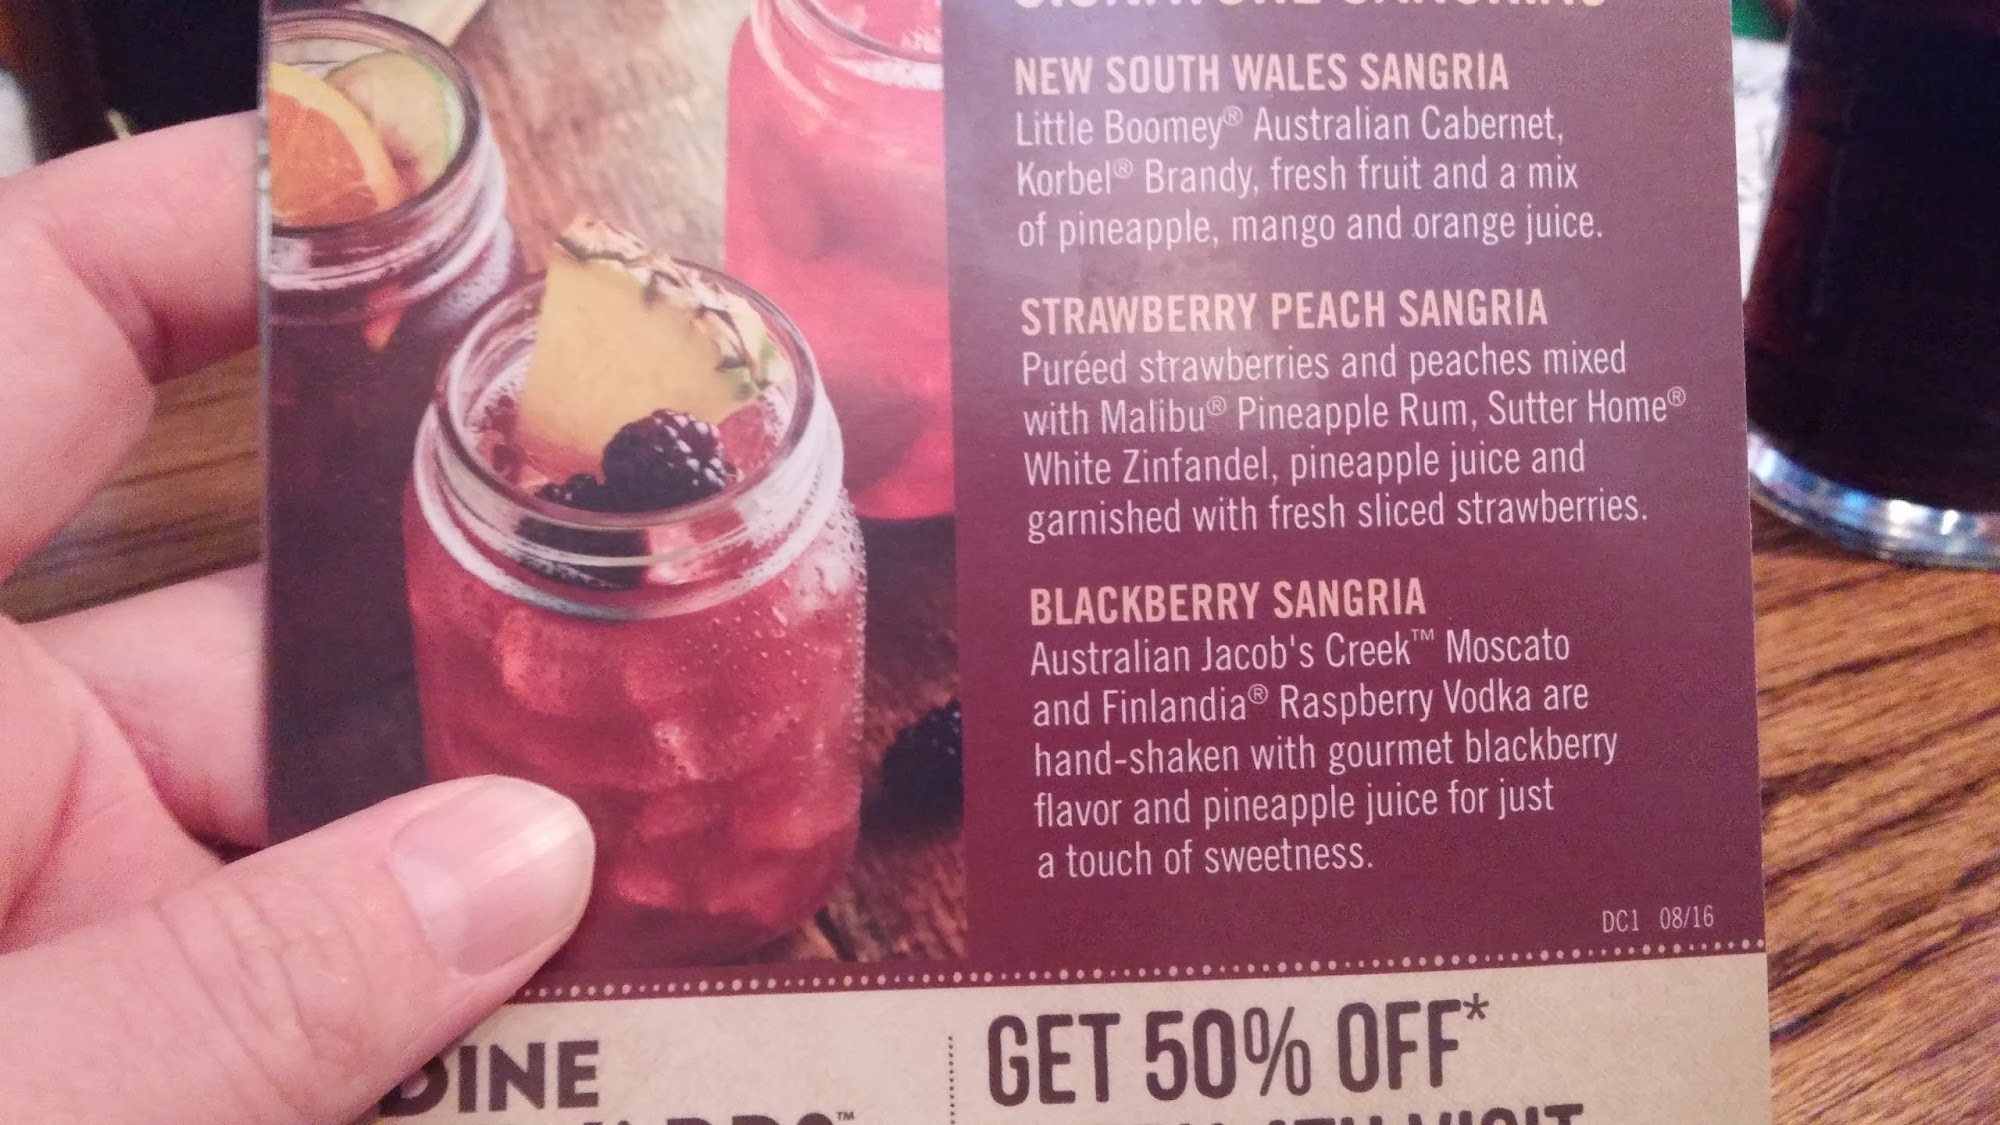 SIGNATURE SANGRIAS
NEW SOUTH WALES SANGRIA
Little Boomey® Australian Cabernet,
Korbel® Brandy, fresh fruit and a mix
of pineapple, mango and orange juice.
STRAWBERRY PEACH SANGRIA
Puréed strawberries and peaches mixed
with Malibu® Pineapple Rum, Sutter Home®
White Zinfandel, pineapple juice and
garnished with fresh sliced strawberries.
BLACKBERRY SANGRIA
Australian Jacob's Creek™ Moscato
and Finlandia® Raspberry Vodka are
hand-shaken with gourmet blackberry
flavor and pineapple juice for just
a touch of sweetness.
DC1 08/16
DINE
GET 50% OFF*
VISIT